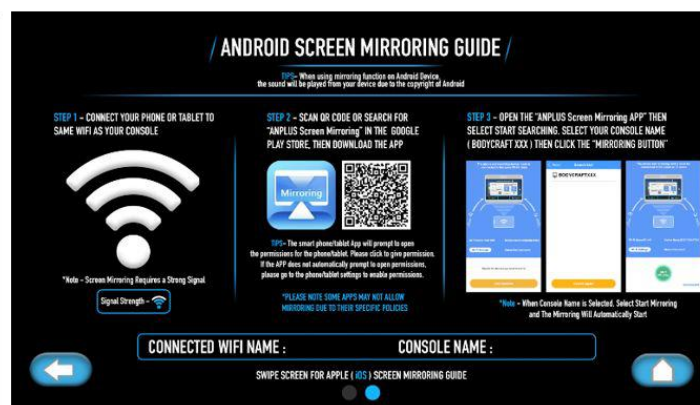 / ANDROID SCREEN MIRRORING GUIDE /
TIPS- When using mirroring function on Android Device,
the sound will be played from your device due to the copyright of Android
STEP 1 - CONNECT YOUR PHONE OR TABLET TO
SAME WIFI AS YOUR CONSOLE
*Note - Screen Mirroring Requires a Strong Signal
Signal Strength -
STEP 2 - SCAN QR CODE OR SEARCH FOR
"ANPLUS Screen Mirroring" IN THE GOOGLE
PLAY STORE, THEN DOWNLOAD THE APP
Mirroring
TIPS- The smart phone/tablet App will prompt to open
the permissions for the phone/tablet. Please click to give permission.
If the APP does not automatically prompt to open permissions,
please go to the phone/tablet settings to enable permissions.
*PLEASE NOTE SOME APPS MAY NOT ALLOW
MIRRORING DUE TO THEIR SPECIFIC POLICIES
STEP 3 - OPEN THE "ANPLUS Screen Mirroring APP" THEN
SELECT START SEARCHING. SELECT YOUR CONSOLE NAME
( BODYCRAFT XXX ) THEN CLICK THE "MIRRORING BUTTON"
BODYCRAFTXXX
*Note - When Console Name is Selected, Select Start Mirroring
and The Mirroring Will Automatically Start
CONNECTED WIFI NAME :
CONSOLE NAME :
SWIPE SCREEN FOR APPLE ( iOS ) SCREEN MIRRORING GUIDE